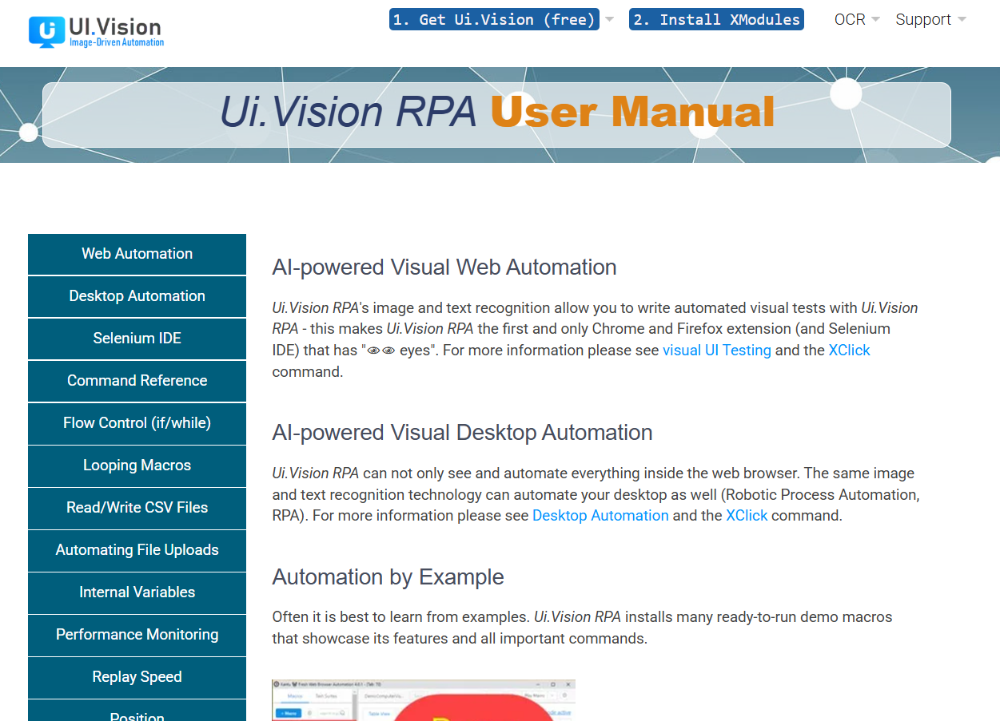 UI.Vision
Image-Driven Automation
1. Get Ui.Vision (free)
2. Install XModules
OCR
Support
Ui.Vision RPA User Manual
Web Automation
Desktop Automation
Selenium IDE
Command Reference
Flow Control (if/while)
Looping Macros
Read/Write CSV Files
Automating File Uploads
Internal Variables
Performance Monitoring
Replay Speed
Position
AI-powered Visual Web Automation
Ui.Vision RPA's image and text recognition allow you to write automated visual tests with Ui.Vision
RPA - this makes Ui.Vision RPA the first and only Chrome and Firefox extension (and Selenium
IDE) that has "👁👁 eyes". For more information please see visual UI Testing and the XClick
command.
AI-powered Visual Desktop Automation
Ui.Vision RPA can not only see and automate everything inside the web browser. The same image
and text recognition technology can automate your desktop as well (Robotic Process Automation,
RPA). For more information please see Desktop Automation and the XClick command.
Automation by Example
Often it is best to learn from examples. Ui.Vision RPA installs many ready-to-run demo macros
that showcase its features and all important commands.
Macros
Test Suites
+ Macro
Table View
Play Macro